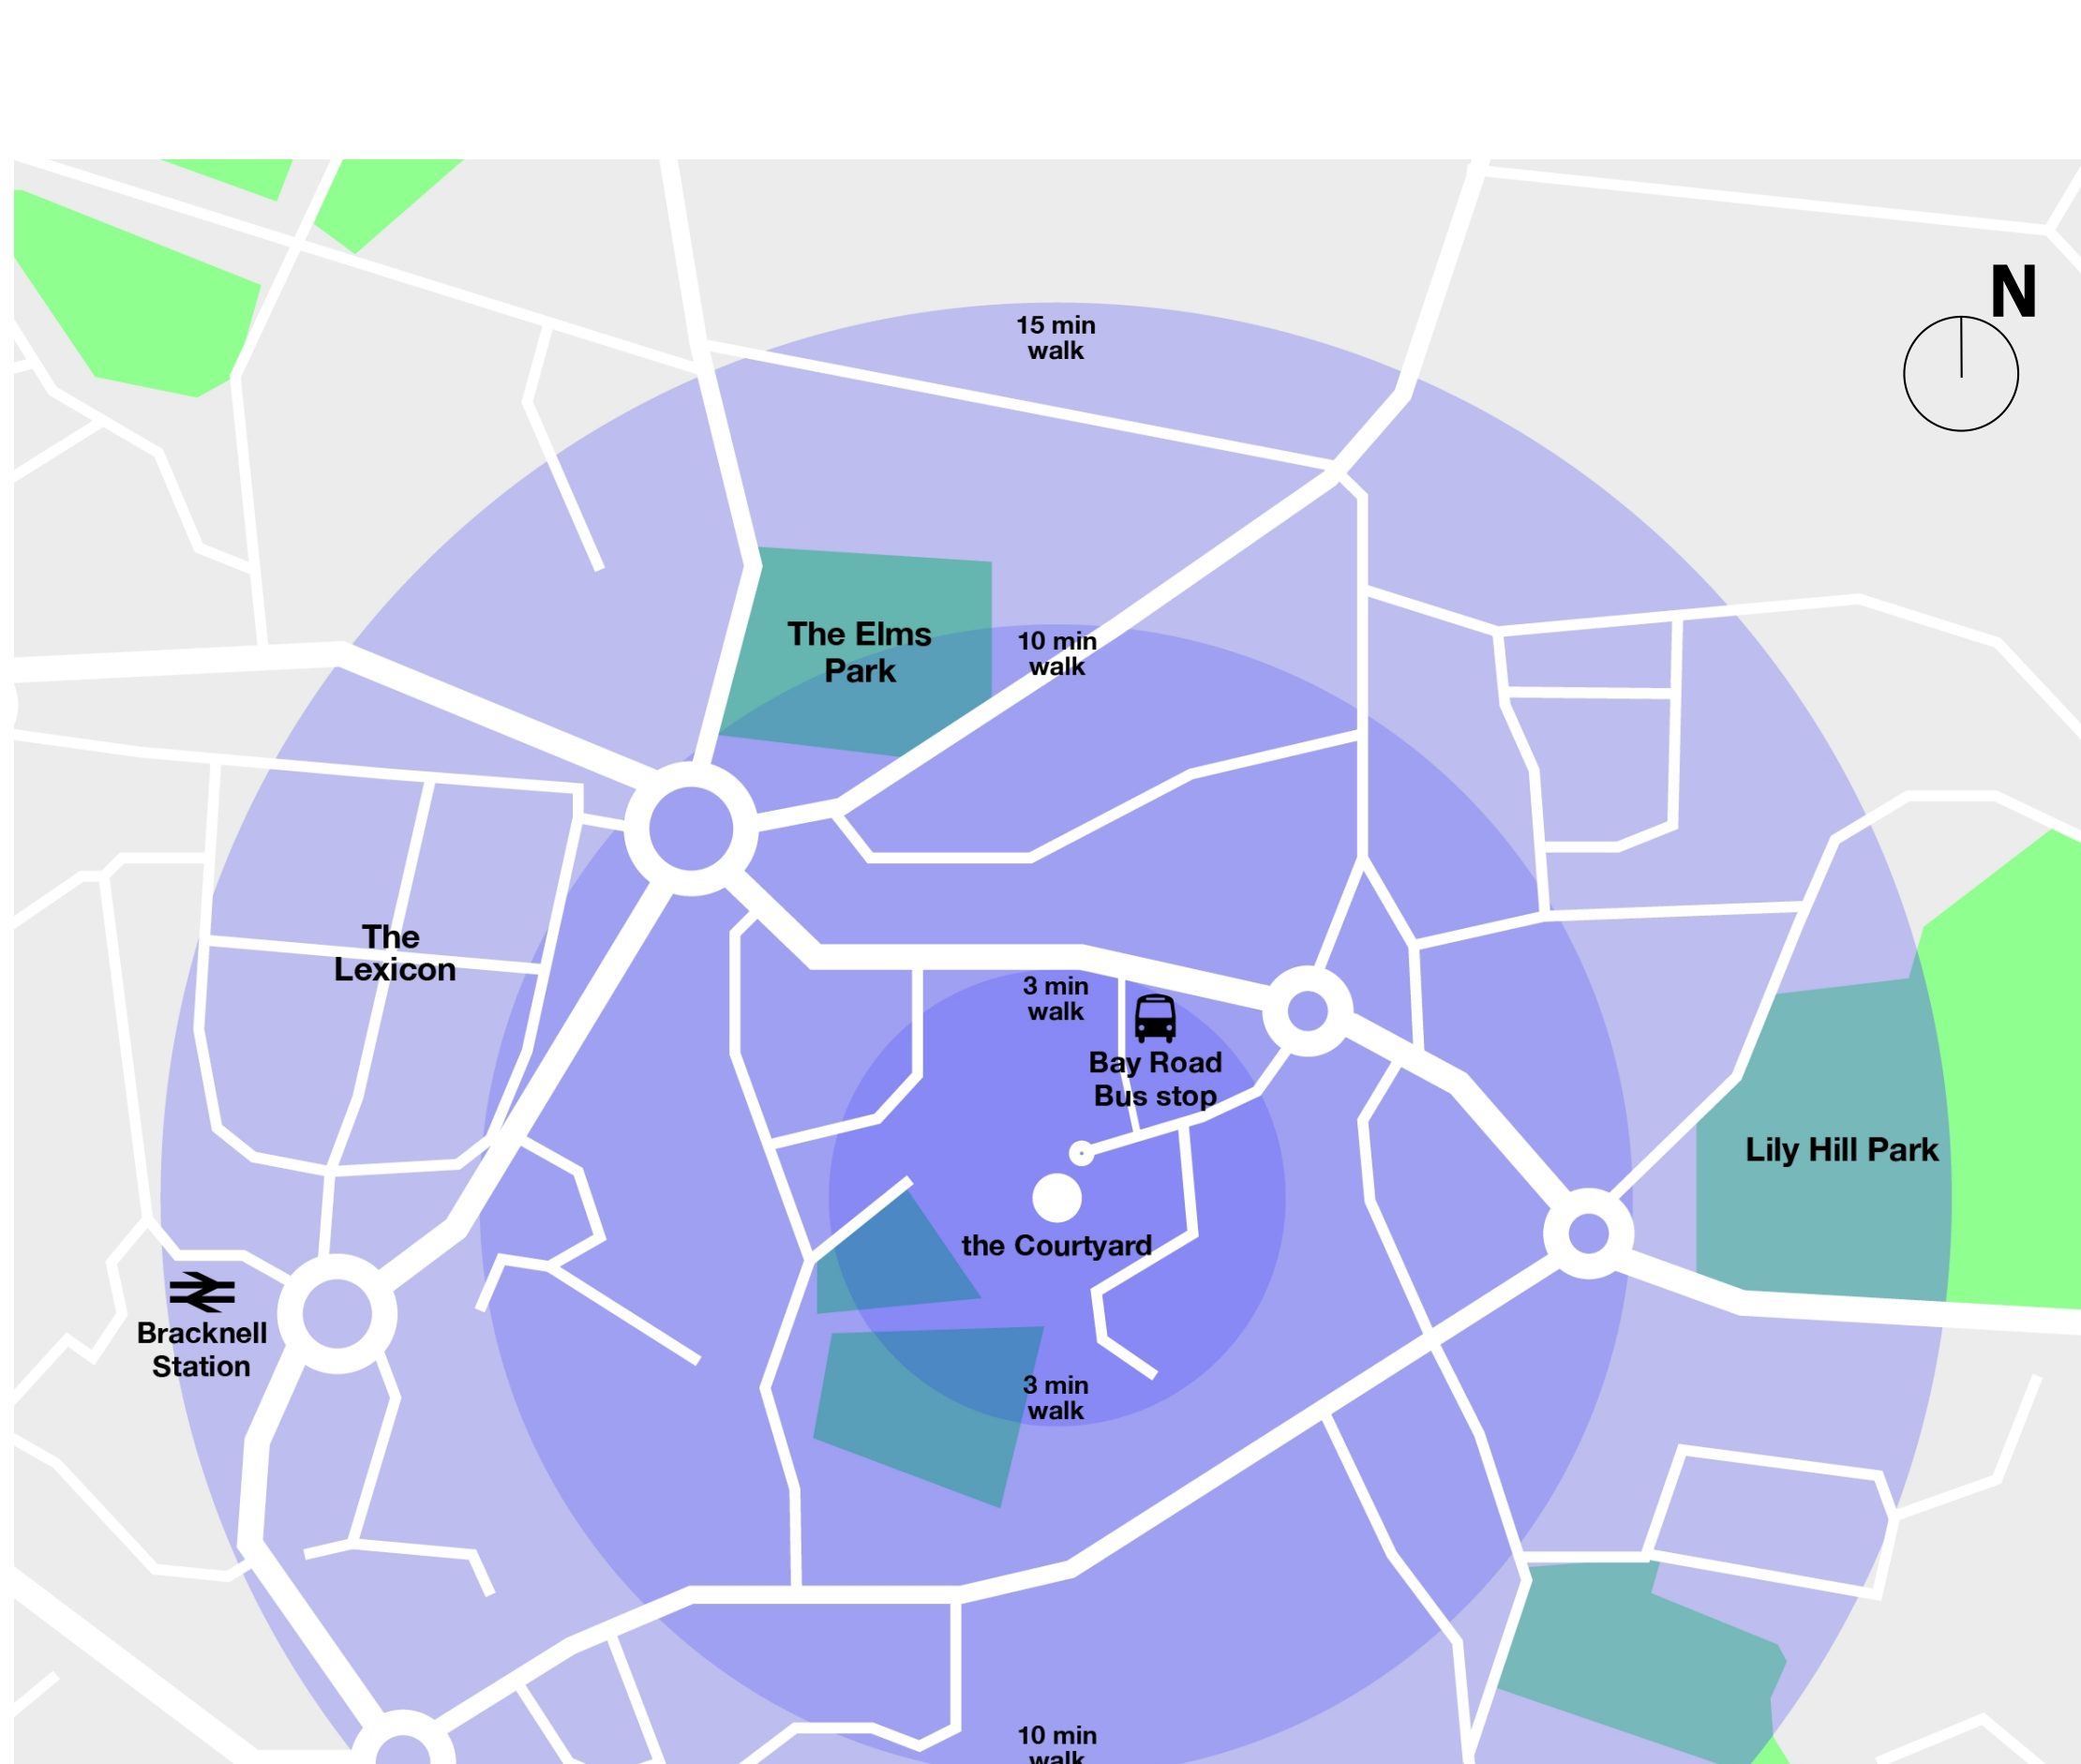 N
15 min
walk
The Elms
Park
10 min
walk
The
Lexicon
3 min
walk
Bay Road
Bus stop
Lily Hill Park
the Courtyard
Bracknell
Station
3 min
walk
10 min
walk